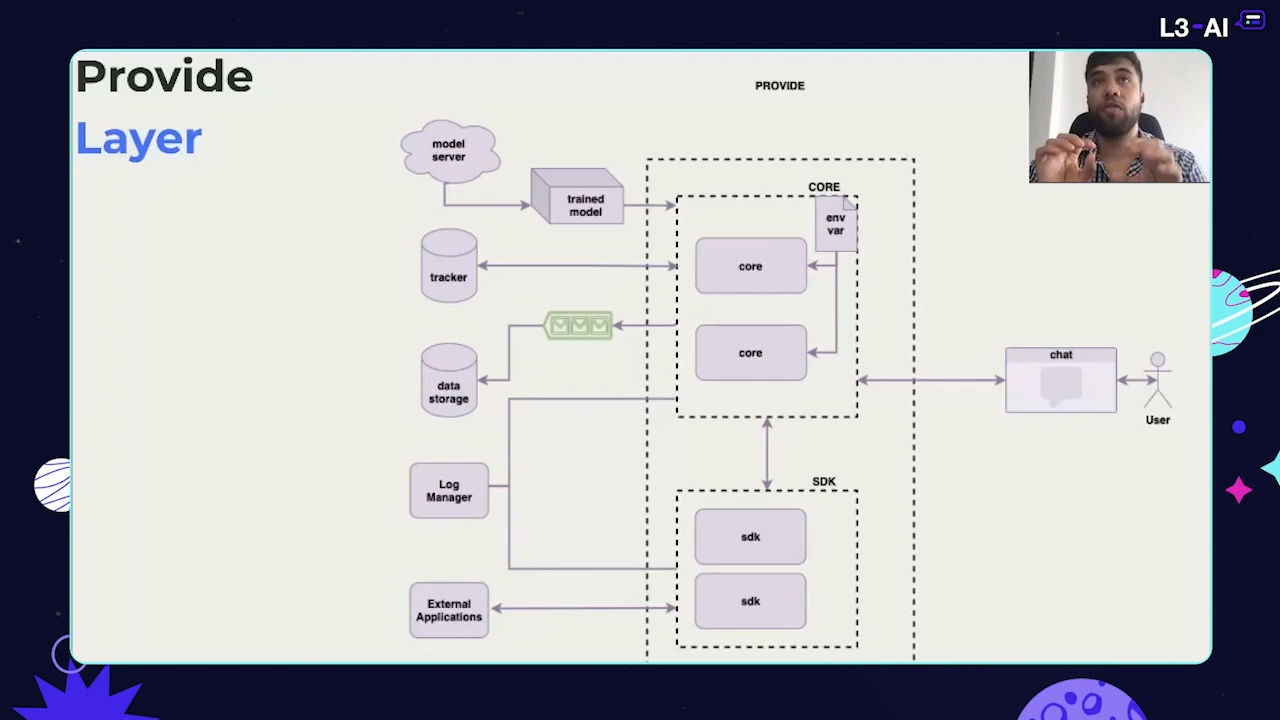 L3-AI
Provide
Layer
PROVIDE
model
server
trained
model
CORE
env
var
core
tracker
core
data
storage
chat
User
Log
Manager
SDK
sdk
sdk
External
Applications